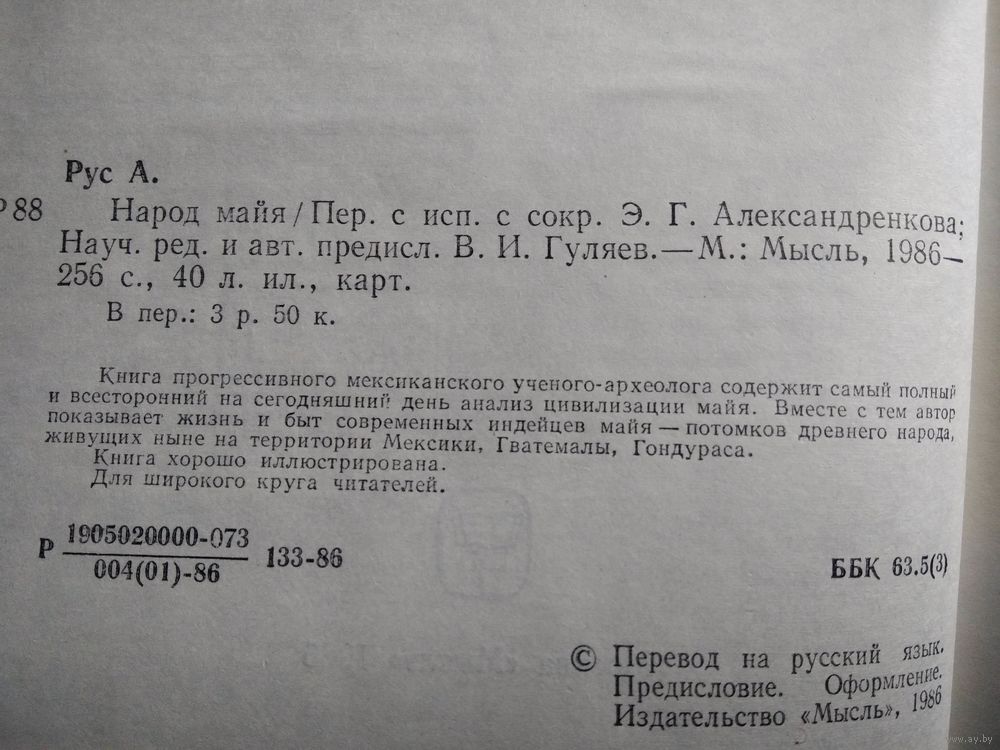 Рус А.
Р88 Народ майя/Пер. с исп. с сокр. Э. Г. Александренкова;
Науч. ред. и авт. предисл. В. И. Гуляев.—М.: Мысль, 1986—
256 с., 40 л. ил., карт.
В пер.: 3 р. 50 к.
Книга прогрессивного мексиканского ученого-археолога содержит самый полный
и всесторонний на сегодняшний день анализ цивилизации майя. Вместе с тем автор
показывает жизнь и быт современных индейцев майя — потомков древнего народа,
живущих ныне на территории Мексики, Гватемалы, Гондураса.
Книга хорошо иллюстрирована.
Для широкого круга читателей.
Р 1905020000-073
004(01)-86
133-86
ББК 63.5(3)
© Перевод на русский язык.
Предисловие. Оформление.
Издательство «Мысль», 1986
www.ay.by